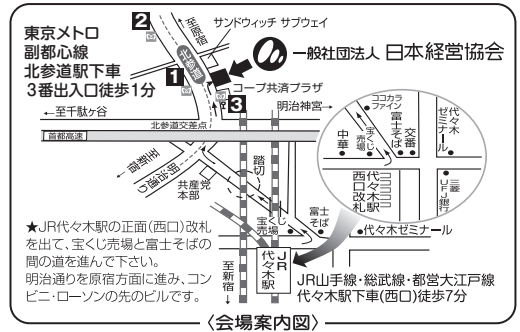 東京メトロ
副都心線
北参道駅下車
3番出入口徒歩1分
2
至原宿
サンドウィッチ サブウェイ
北参道
一般社団法人 日本経営協会
1
コープ共済プラザ
3
明治神宮→
←至千駄ヶ谷
北参道交差点
首都高速
至新宿
明治通り
共産党
本部
踏切
ココカラ
ファイン
中華
宝くじ
売場
富士そば
交番
代々木
ゼミナール
代々木駅
西口改札
三菱
UFJ銀行
★JR代々木駅の正面(西口)改札
を出て、宝くじ売場と富士そばの
間の道を進んで下さい。
明治通りを原宿方面に進み、コン
ビニ・ローソンの先のビルです。
宝くじ
売場
富士
そば
代々木ゼミナール
至新宿
JR
代々木駅
JR山手線・総武線・都営大江戸線
代々木駅下車(西口)徒歩7分
〈会場案内図〉